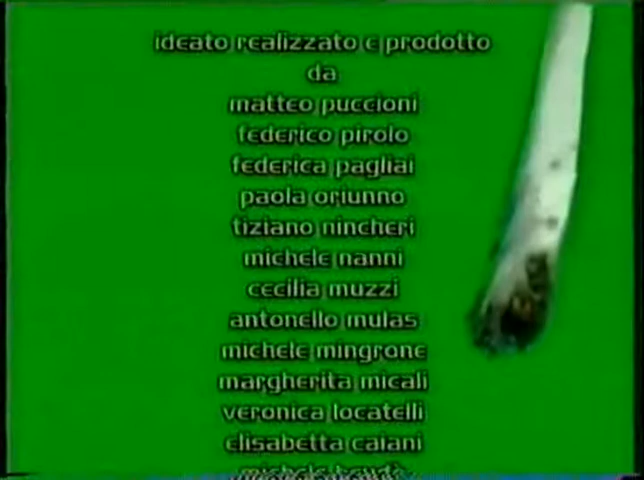 ideato realizzato e prodotto
da
matteo puccioni
federico pirolo
federica pagliai
paola oriunno
tiziano nincheri
michele nanni
cecilia muzzi
antonello mulas
michele mingrone
margherita micali
veronica locatelli
elisabetta caiani
michele